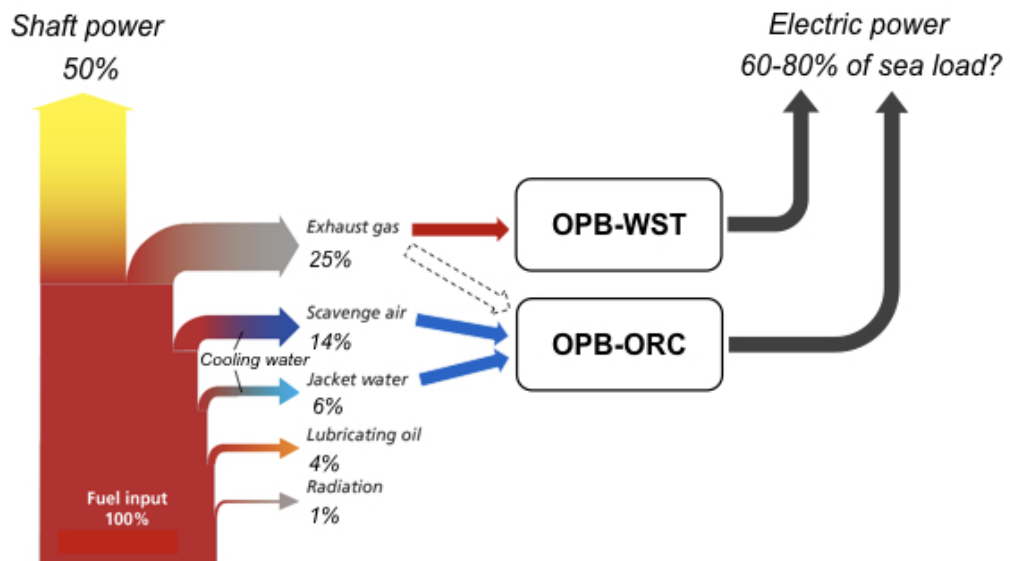 Shaft power
50%
Electric power
60-80% of sea load?
Exhaust gas
25%
OPB-WST
Scavenge air
14%
Cooling water
Jacket water
6%
OPB-ORC
Lubricating oil
4%
Radiation
1%
Fuel input
100%